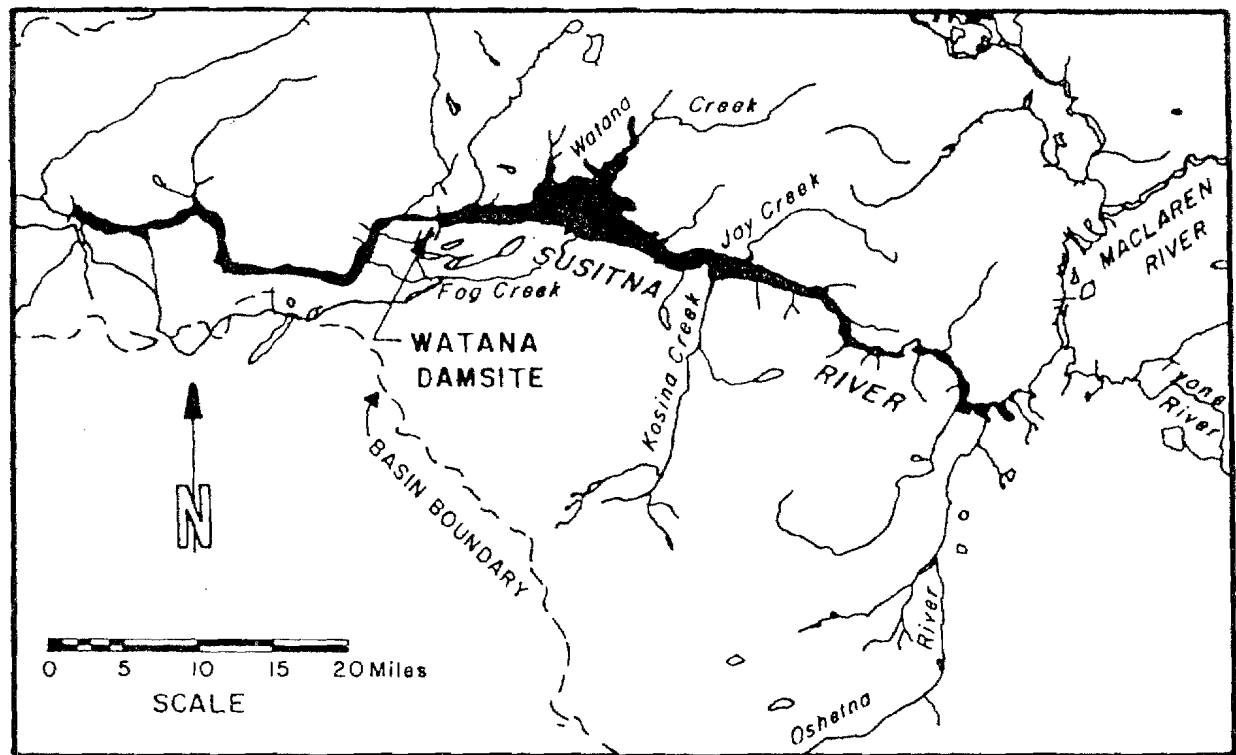 Watana
Creek
Jay Creek
MACLAREN
RIVER
SUSITNA
Fog Creek
WATANA
DAMSITE
Kosina Creek
RIVER
Tyone
River
BASIN BOUNDARY
N
River
Oshetna
0 5 10 15 20 Miles
SCALE